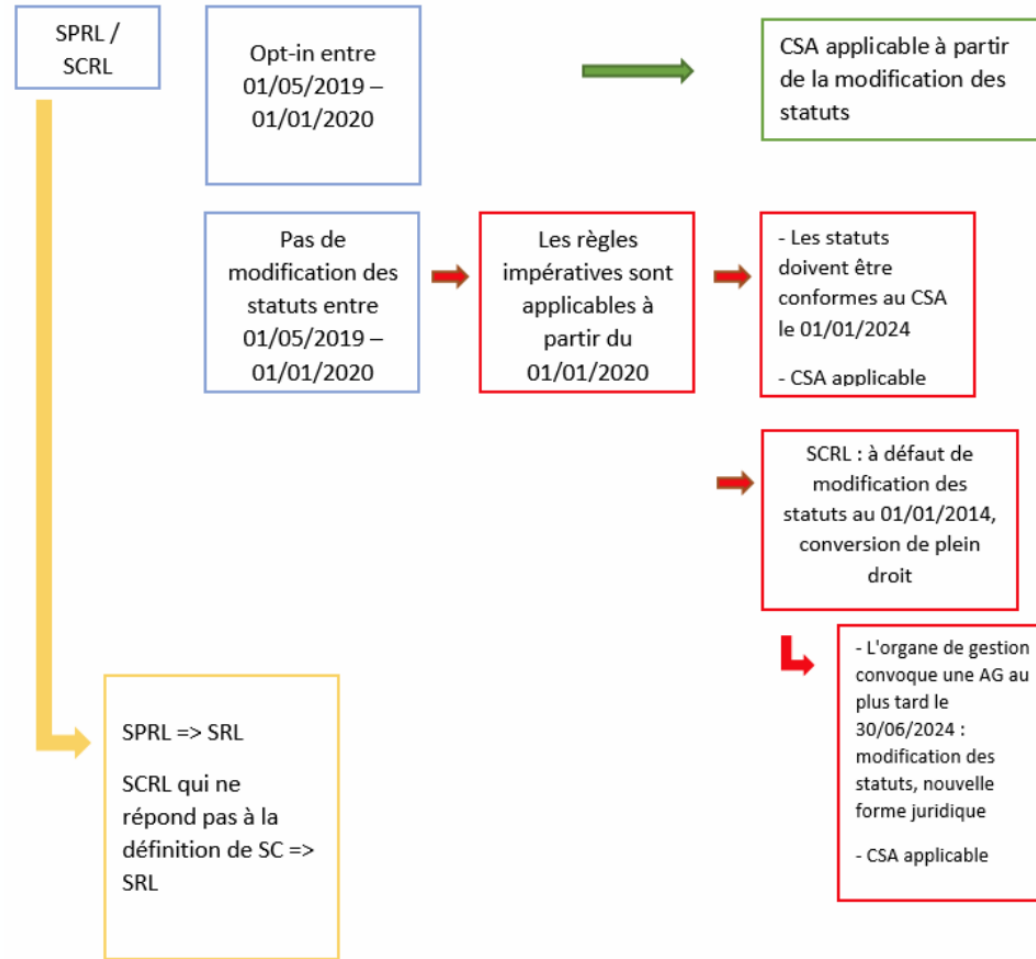 SPRL /
SCRL
Opt-in entre
01/05/2019 –
01/01/2020
CSA applicable à partir
de la modification des
statuts
Pas de
modification des
statuts entre
01/05/2019 –
01/01/2020
Les règles
impératives sont
applicables à
partir du
01/01/2020
- Les statuts
doivent être
conformes au CSA
le 01/01/2024
- CSA applicable
SCRL : à défaut de
modification des
statuts au 01/01/2014,
conversion de plein
droit
- L'organe de gestion
convoque une AG au
plus tard le
30/06/2024 :
modification des
statuts, nouvelle
forme juridique
- CSA applicable
SPRL => SRL
SCRL qui ne
répond pas à la
définition de SC =>
SRL